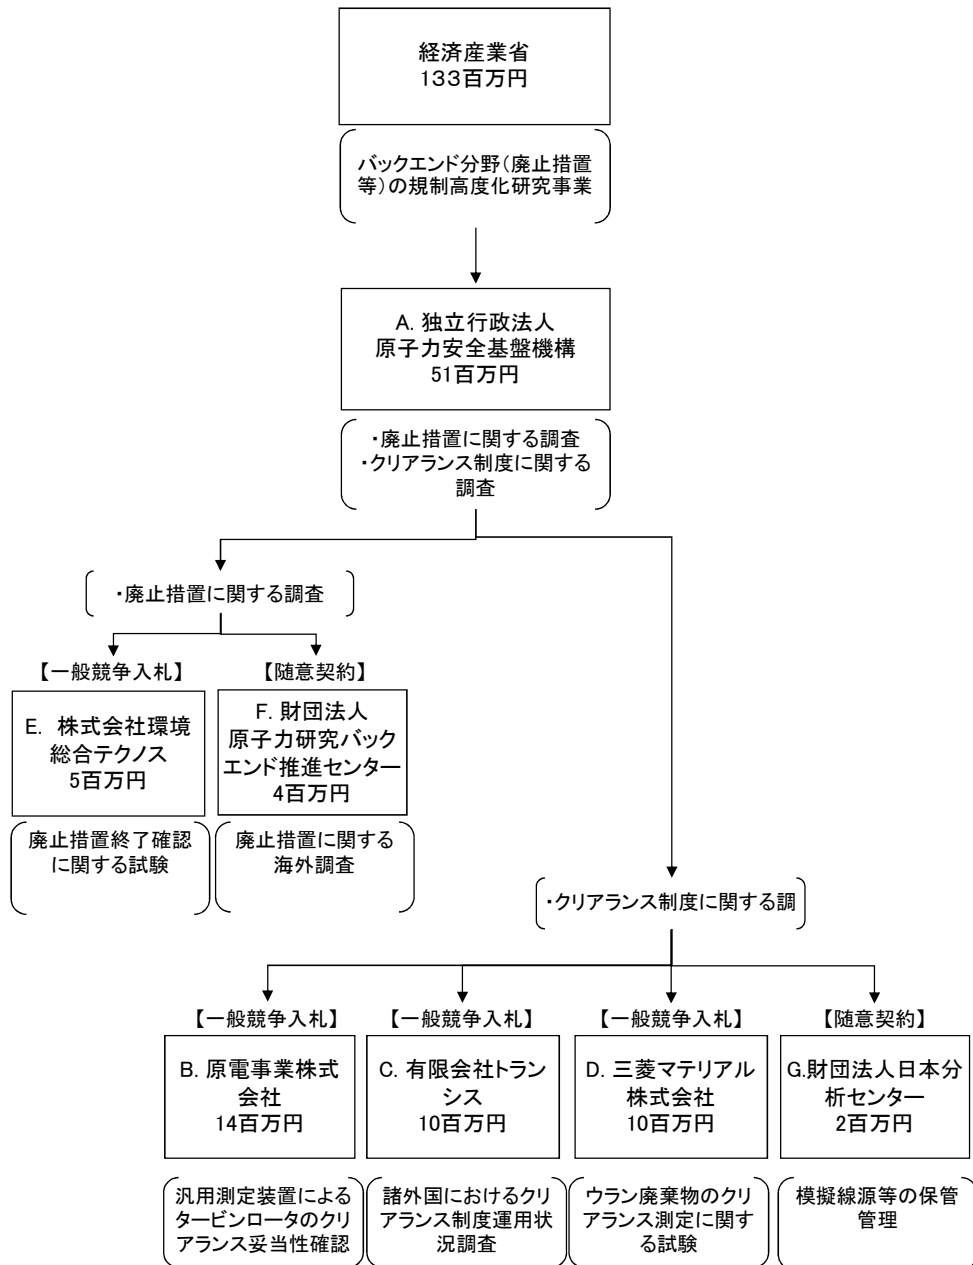 経済産業省
133百万円
バックエンド分野(廃止措置
等)の規制高度化研究事業
A. 独立行政法人
原子力安全基盤機構
51百万円
・廃止措置に関する調査
・クリアランス制度に関する
調査
・廃止措置に関する調査
【一般競争入札】
E. 株式会社環境
総合テクノス
5百万円
廃止措置終了確認
に関する試験
【随意契約】
F. 財団法人
原子力研究バック
エンド推進センター
4百万円
廃止措置に関する
海外調査
・クリアランス制度に関する調
【一般競争入札】
B. 原電事業株式
会社
14百万円
汎用測定装置による
タービンロータのクリ
アランス妥当性確認
【一般競争入札】
C. 有限会社トラン
シス
10百万円
諸外国におけるクリ
アランス制度運用状
況調査
【一般競争入札】
D. 三菱マテリアル
株式会社
10百万円
ウラン廃棄物のクリ
アランス測定に関す
る試験
【随意契約】
G.財団法人日本分
析センター
2百万円
模擬線源等の保管
管理